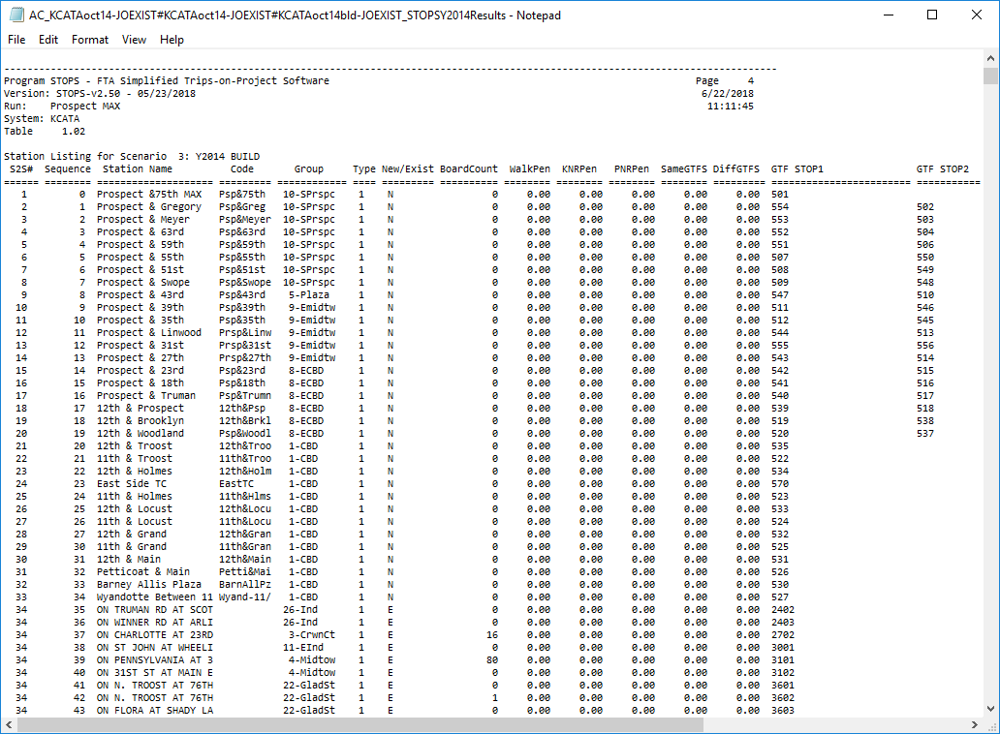 AC_KCATAoct14-JOEXIST#KCATAoct14-JOEXIST#KCATAoct14bld-JOEXIST_STOPSY2014Results - Notepad
File Edit Format View Help
Program STOPS - FTA Simplified Trips-on-Project Software Page 4
Version: STOPS-v2.50 - 05/23/2018 6/22/2018
Run: Prospect MAX 11:11:45
System: KCATA
Table 1.02
Station Listing for Scenario 3: Y2014 BUILD
S2S# Sequence Station Name Code Group Type New/Exist BoardCount WalkPen KNRPen PNRPen SameGTFS DiffGTFS GTF STOP1 GTF STOP2
1 0 Prospect &75th MAX Psp&75th 10-SPrspc 1 N 0 0.00 0.00 0.00 0.00 0.00 501
2 1 Prospect & Gregory Psp&Greg 10-SPrspc 1 N 0 0.00 0.00 0.00 0.00 0.00 554 502
3 2 Prospect & Meyer Psp&Meyer 10-SPrspc 1 N 0 0.00 0.00 0.00 0.00 0.00 553 503
4 3 Prospect & 63rd Psp&63rd 10-SPrspc 1 N 0 0.00 0.00 0.00 0.00 0.00 552 504
5 4 Prospect & 59th Psp&59th 10-SPrspc 1 N 0 0.00 0.00 0.00 0.00 0.00 551 506
6 5 Prospect & 55th Psp&55th 10-SPrspc 1 N 0 0.00 0.00 0.00 0.00 0.00 507 550
7 6 Prospect & 51st Psp&51st 10-SPrspc 1 N 0 0.00 0.00 0.00 0.00 0.00 508 549
8 7 Prospect & Swope Psp&Swope 10-SPrspc 1 N 0 0.00 0.00 0.00 0.00 0.00 509 548
9 8 Prospect & 43rd Psp&43rd 5-Plaza 1 N 0 0.00 0.00 0.00 0.00 0.00 547 510
10 9 Prospect & 39th Psp&39th 9-Emidtw 1 N 0 0.00 0.00 0.00 0.00 0.00 511 546
11 10 Prospect & 35th Psp&35th 9-Emidtw 1 N 0 0.00 0.00 0.00 0.00 0.00 512 545
12 11 Prospect & Linwood Prsp&Linw 9-Emidtw 1 N 0 0.00 0.00 0.00 0.00 0.00 544 513
13 12 Prospect & 31st Prsp&31st 9-Emidtw 1 N 0 0.00 0.00 0.00 0.00 0.00 555 556
14 13 Prospect & 27th Prsp&27th 9-Emidtw 1 N 0 0.00 0.00 0.00 0.00 0.00 543 514
15 14 Prospect & 23rd Psp&23rd 8-ECBD 1 N 0 0.00 0.00 0.00 0.00 0.00 542 515
16 15 Prospect & 18th Psp&18th 8-ECBD 1 N 0 0.00 0.00 0.00 0.00 0.00 541 516
17 16 Prospect & Truman Psp&Trumn 8-ECBD 1 N 0 0.00 0.00 0.00 0.00 0.00 540 517
18 17 12th & Prospect 12th&Psp 8-ECBD 1 N 0 0.00 0.00 0.00 0.00 0.00 539 518
19 18 12th & Brooklyn 12th&Brkl 8-ECBD 1 N 0 0.00 0.00 0.00 0.00 0.00 519 538
20 19 12th & Woodland Psp&Woodl 8-ECBD 1 N 0 0.00 0.00 0.00 0.00 0.00 520 537
21 20 12th & Troost 12th&Troo 1-CBD 1 N 0 0.00 0.00 0.00 0.00 0.00 535
22 21 11th & Troost 11th&Troo 1-CBD 1 N 0 0.00 0.00 0.00 0.00 0.00 522
23 22 12th & Holmes 12th&Holm 1-CBD 1 N 0 0.00 0.00 0.00 0.00 0.00 534
24 23 East Side TC EastTC 1-CBD 1 N 0 0.00 0.00 0.00 0.00 0.00 570
25 24 11th & Holmes 11th&Hlms 1-CBD 1 N 0 0.00 0.00 0.00 0.00 0.00 523
26 25 12th & Locust 12th&Locu 1-CBD 1 N 0 0.00 0.00 0.00 0.00 0.00 533
27 26 11th & Locust 11th&Locu 1-CBD 1 N 0 0.00 0.00 0.00 0.00 0.00 524
28 27 12th & Grand 12th&Gran 1-CBD 1 N 0 0.00 0.00 0.00 0.00 0.00 532
29 30 11th & Grand 11th&Gran 1-CBD 1 N 0 0.00 0.00 0.00 0.00 0.00 525
30 31 12th & Main 12th&Main 1-CBD 1 N 0 0.00 0.00 0.00 0.00 0.00 531
31 32 Petticoat & Main Petti&Mai 1-CBD 1 N 0 0.00 0.00 0.00 0.00 0.00 526
32 33 Barney Allis Plaza BarnAllPz 1-CBD 1 N 0 0.00 0.00 0.00 0.00 0.00 530
33 34 Wyandotte Between 11 Wyand-11/ 1-CBD 1 N 0 0.00 0.00 0.00 0.00 0.00 527
34 35 ON TRUMAN RD AT SCOT 26-Ind 1 E 0 0.00 0.00 0.00 0.00 0.00 2402
34 36 ON WINNER RD AT ARLI 26-Ind 1 E 0 0.00 0.00 0.00 0.00 0.00 2403
34 37 ON CHARLOTTE AT 23RD 3-CrwnCt 1 E 16 0.00 0.00 0.00 0.00 0.00 2702
34 38 ON ST JOHN AT WHEELI 11-EInd 1 E 0 0.00 0.00 0.00 0.00 0.00 3001
34 39 ON PENNSYLVANIA AT 3 4-Midtow 1 E 80 0.00 0.00 0.00 0.00 0.00 3101
34 40 ON 31ST ST AT MAIN E 4-Midtow 1 E 0 0.00 0.00 0.00 0.00 0.00 3102
34 41 ON N. TROOST AT 76TH 22-GladSt 1 E 0 0.00 0.00 0.00 0.00 0.00 3601
34 42 ON N. TROOST AT 76TH 22-GladSt 1 E 1 0.00 0.00 0.00 0.00 0.00 3602
34 43 ON FLORA AT SHADY LA 22-GladSt 1 E 0 0.00 0.00 0.00 0.00 0.00 3603